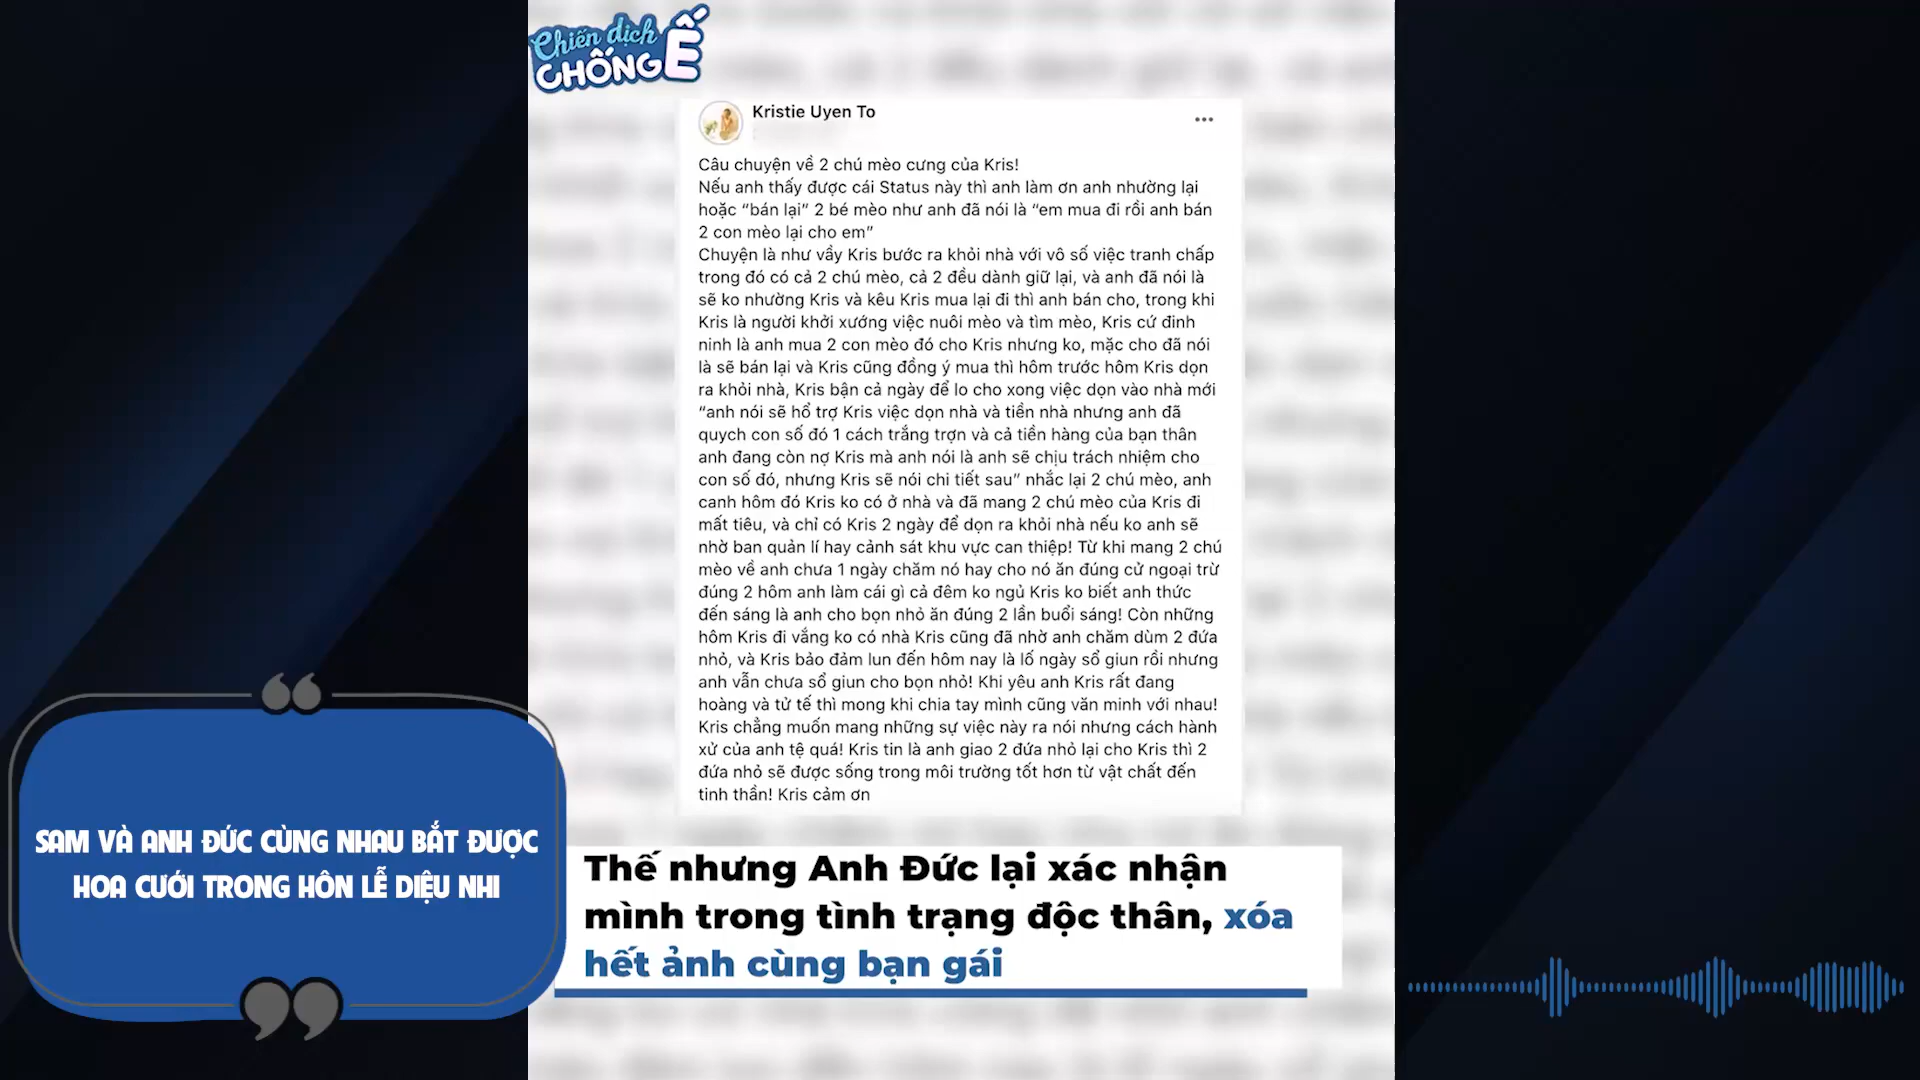 Chiến dịch
CHỐNG Ế
Kristie Uyen To
Câu chuyện về 2 chú mèo cưng của Kris!
Nếu anh thấy được cái Status này thì anh làm ơn anh nhường lại
hoặc “bán lại” 2 bé mèo như anh đã nói là “em mua đi rồi anh bán
2 con mèo lại cho em”
Chuyện là như vầy Kris bước ra khỏi nhà với vô số việc tranh chấp
trong đó có cả 2 chú mèo, cả 2 đều dành giữ lại, và anh đã nói là
sẽ ko nhường Kris và kêu Kris mua lại đi thì anh bán cho, trong khi
Kris là người khởi xướng việc nuôi mèo và tìm mèo, Kris cứ đinh
ninh là anh mua 2 con mèo đó cho Kris nhưng ko, mặc cho đã nói
là sẽ bán lại và Kris cũng đồng ý mua thì hôm trước hôm Kris dọn
ra khỏi nhà, Kris bận cả ngày để lo cho xong việc dọn vào nhà mới
“anh nói sẽ hổ trợ Kris việc dọn nhà và tiền nhà nhưng anh đã
quych con số đó 1 cách trắng trợn và cả tiền hàng của bạn thân
anh đang còn nợ Kris mà anh nói là anh sẽ chịu trách nhiệm cho
con số đó, nhưng Kris sẽ nói chi tiết sau” nhắc lại 2 chú mèo, anh
canh hôm đó Kris ko có ở nhà và đã mang 2 chú mèo của Kris đi
mất tiêu, và chỉ có Kris 2 ngày để dọn ra khỏi nhà nếu ko anh sẽ
nhờ ban quản lí hay cảnh sát khu vực can thiệp! Từ khi mang 2 chú
mèo về anh chưa 1 ngày chăm nó hay cho nó ăn đúng cử ngoại trừ
đúng 2 hôm anh làm cái gì cả đêm ko ngủ Kris ko biết anh thức
đến sáng là anh cho bọn nhỏ ăn đúng 2 lần buổi sáng! Còn những
hôm Kris đi vắng ko có nhà Kris cũng đã nhờ anh chăm dùm 2 đứa
nhỏ, và Kris bảo đảm lun đến hôm nay là lố ngày sổ giun rồi nhưng
anh vẫn chưa sổ giun cho bọn nhỏ! Khi yêu anh Kris rất đang
hoàng và tử tế thì mong khi chia tay mình cũng văn minh với nhau!
Kris chẳng muốn mang những sự việc này ra nói nhưng cách hành
xử của anh tệ quá! Kris tin là anh giao 2 đứa nhỏ lại cho Kris thì 2
đứa nhỏ sẽ được sống trong môi trường tốt hơn từ vật chất đến
tinh thần! Kris cảm ơn
SAM VÀ ANH ĐỨC CÙNG NHAU BẮT ĐƯỢC
HOA CƯỚI TRONG HÔN LỄ DIỆU NHI
Thế nhưng Anh Đức lại xác nhận
mình trong tình trạng độc thân, xóa
hết ảnh cùng bạn gái